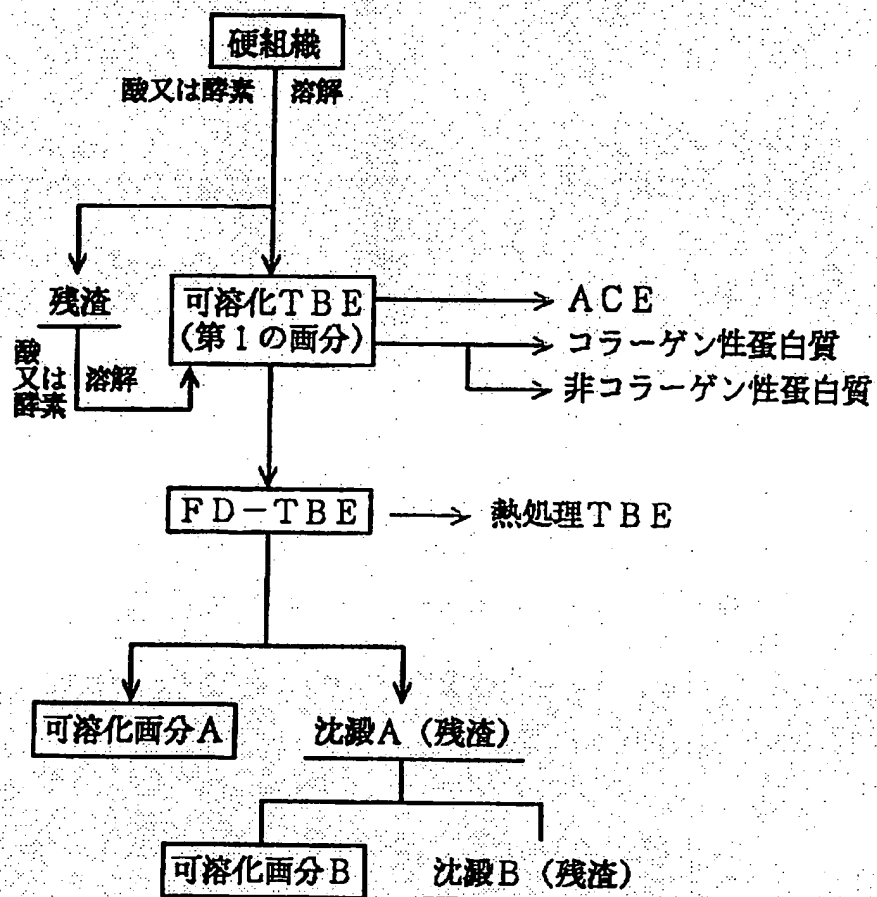 硬組織
酸又は酵素 溶解
残渣
可溶化TBE
(第1の画分)
ACE
コラーゲン性蛋白質
非コラーゲン性蛋白質
酸
又は
酵素
溶解
FD-TBE
熱処理TBE
可溶化画分A
沈澱A(残渣)
可溶化画分B
沈澱B(残渣)